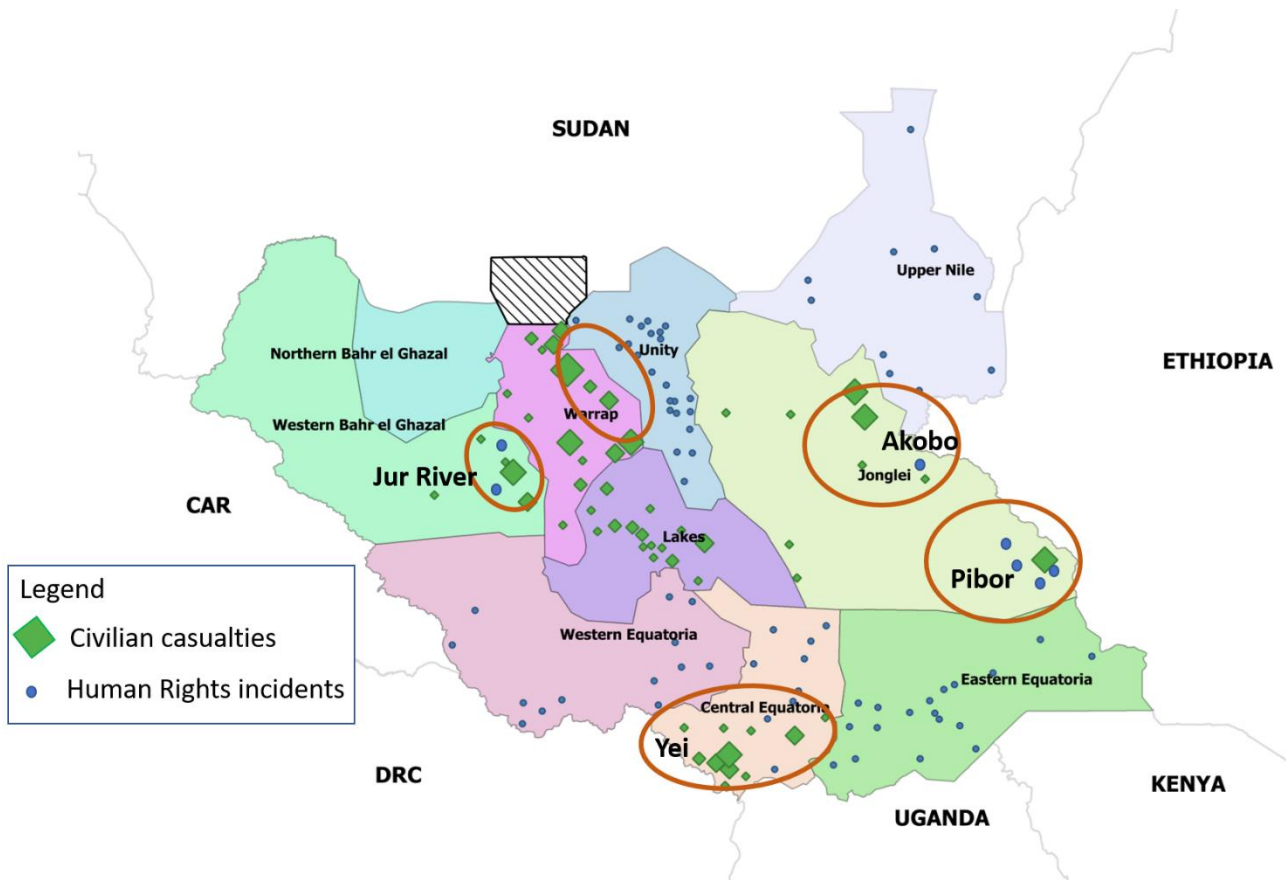 SUDAN
Upper Nile
Northern Bahr el Ghazal
Unity
ETHIOPIA
Western Bahr el Ghazal
Warrap
Akobo
Jur River
Jonglei
CAR
Lakes
Pibor
Legend
Civilian casualties
Human Rights incidents
Western Equatoria
Eastern Equatoria
Central Equatoria
Yei
DRC
KENYA
UGANDA